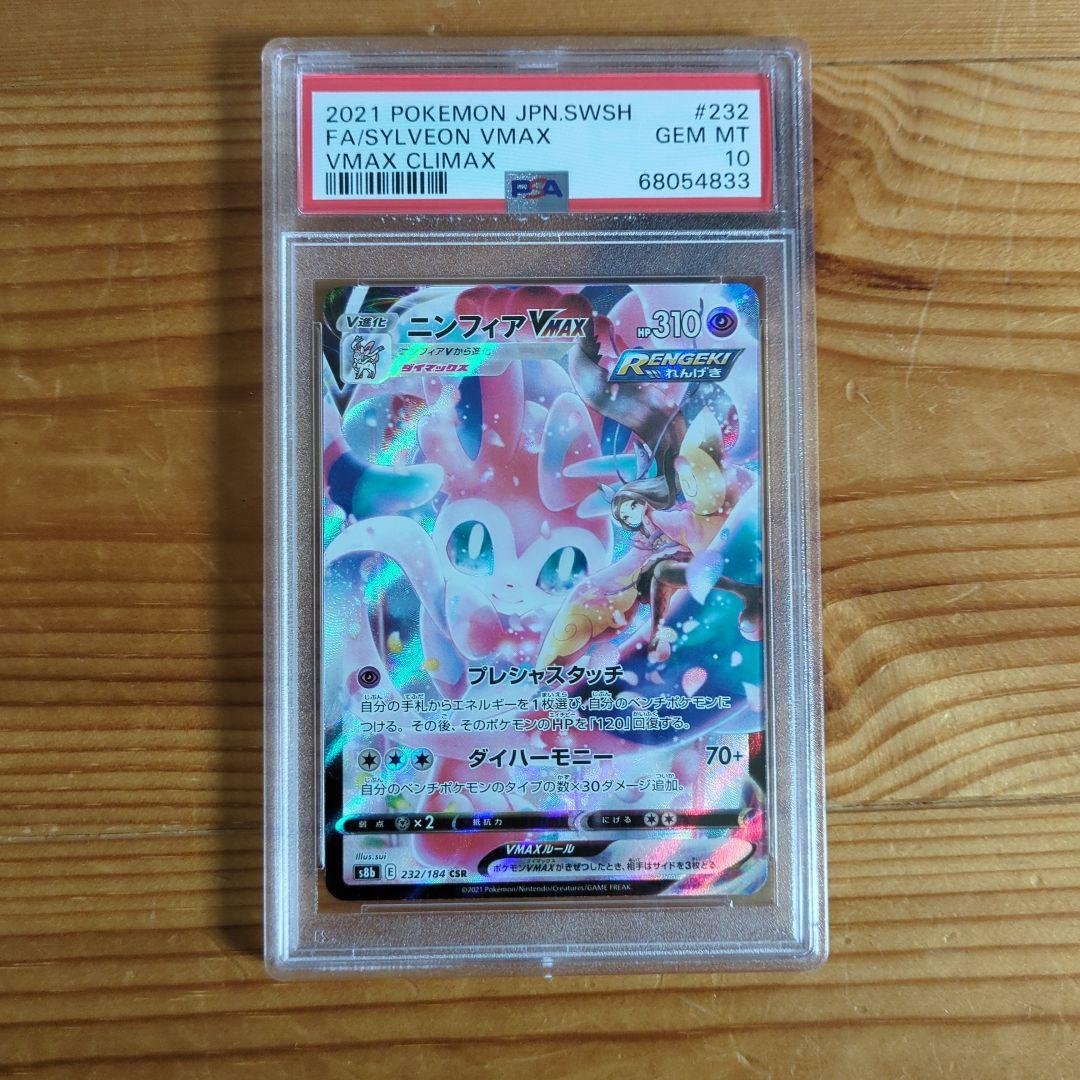 2021 POKEMON JPN.SWSH #232
FA/SYLVEON VMAX GEM MT
VMAX CLIMAX 10
68054833
PSA
V進化
ニンフィアVMAX HP310
ニンフィアVから進化
ダイマックス
RENGEKI
れんげき
プレシャスタッチ
自分の手札からエネルギーを1枚選び、自分のベンチポケモンに
つける。その後、そのポケモンのHPを「120」回復する。
ダイハーモニー 70+
自分のベンチポケモンのタイプの数×30ダメージ追加。
弱点 ×2 抵抗力 にげる
VMAXルール
ポケモンVMAXがきぜつしたとき、相手はサイドを3枚とる
Illus.sui
s8b E 232/184 CSR
©2021 Pokémon/Nintendo/Creatures/GAME FREAK.